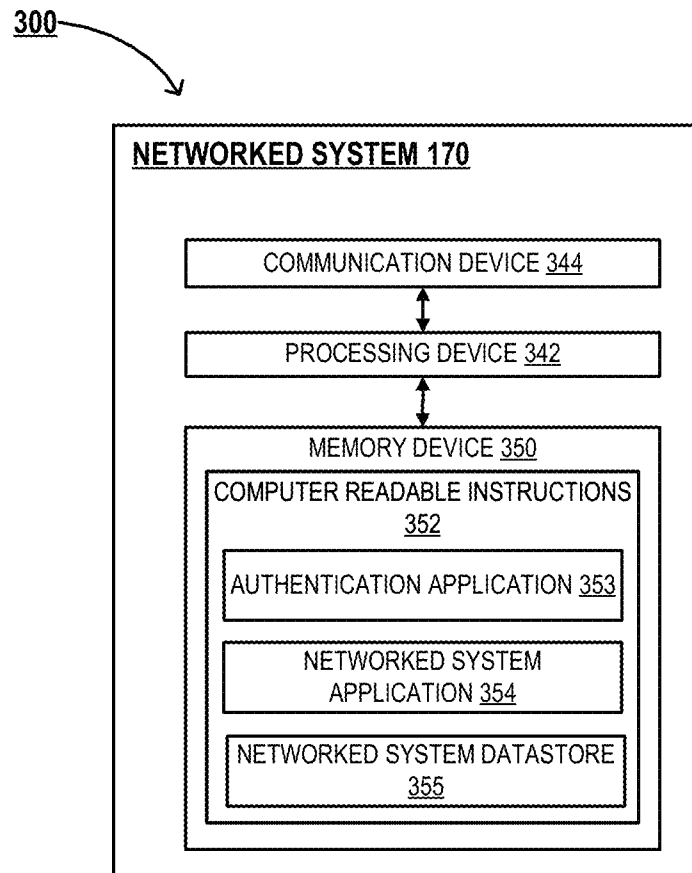 300
NETWORKED SYSTEM 170
COMMUNICATION DEVICE 344
PROCESSING DEVICE 342
MEMORY DEVICE 350
COMPUTER READABLE INSTRUCTIONS
352
AUTHENTICATION APPLICATION 353
NETWORKED SYSTEM
APPLICATION 354
NETWORKED SYSTEM DATASTORE
355